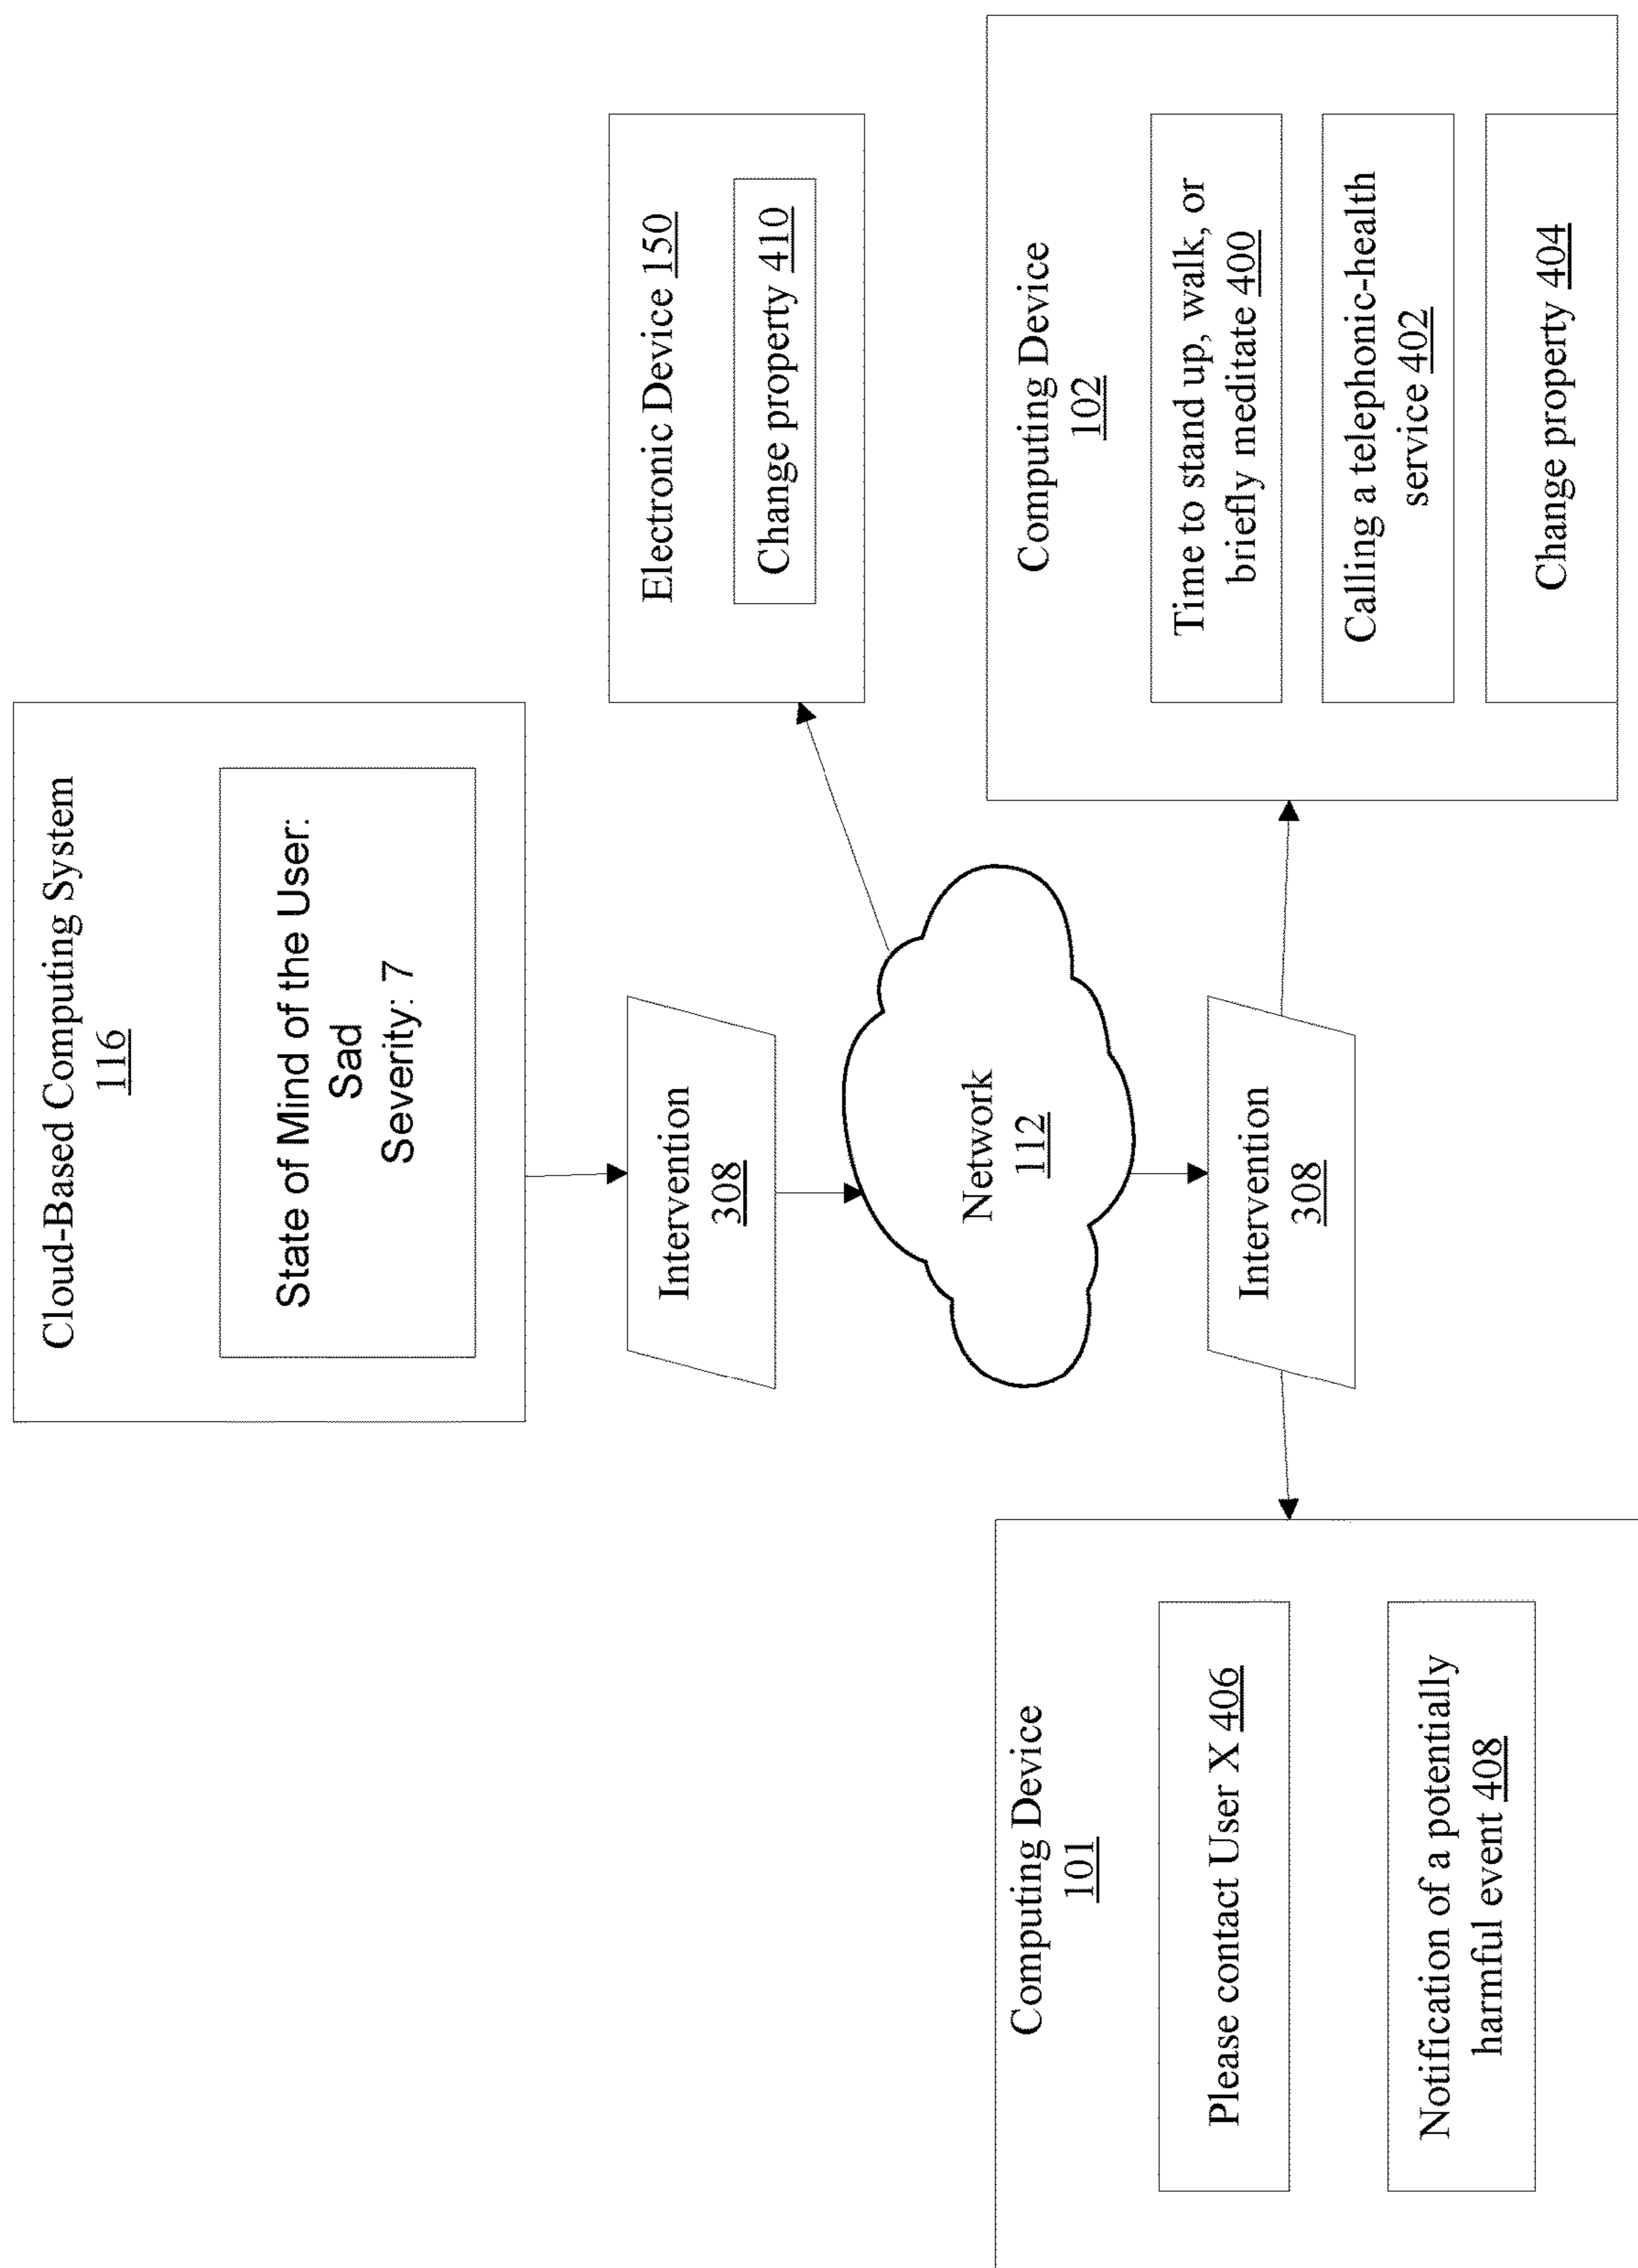 Cloud-Based Computing System
116
State of Mind of the User:
Sad
Severity: 7
Intervention
308
Electronic Device 150
Change property 410
Network
112
Intervention
308
Computing Device
101
Please contact User X 406
Notification of a potentially
harmful event 408
Computing Device
102
Time to stand up, walk, or
briefly meditate 400
Calling a telephonic-health
service 402
Change property 404